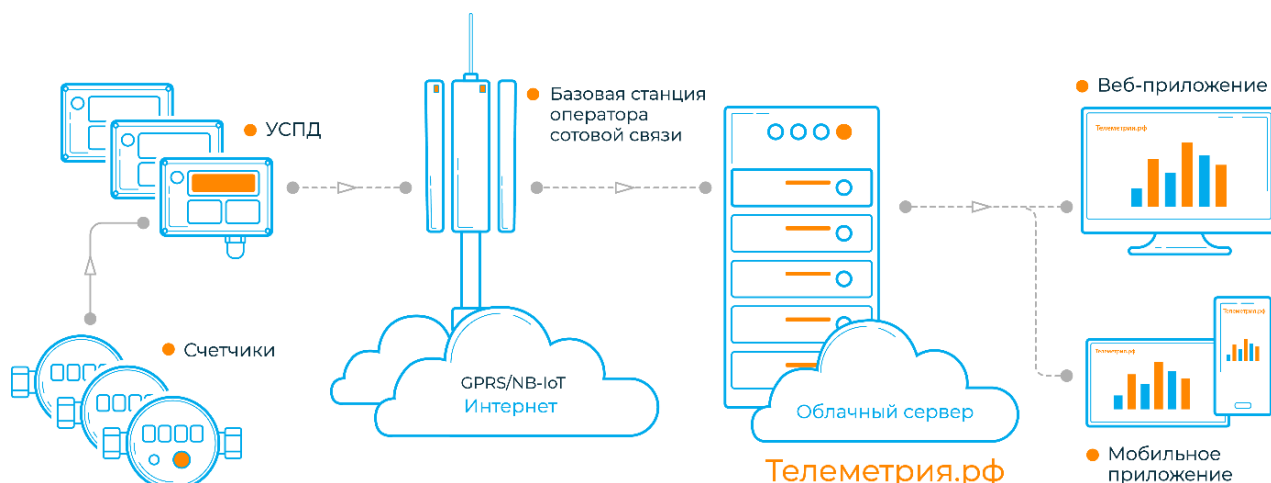 УСПД
Счетчики
Базовая станция
оператора
сотовой связи
GPRS/NB-IoT
Интернет
Облачный сервер
Телеметрия.рф
Веб-приложение
Телеметрия.рф
Телеметрия.рф
Телеметрия.рф
Мобильное
приложение